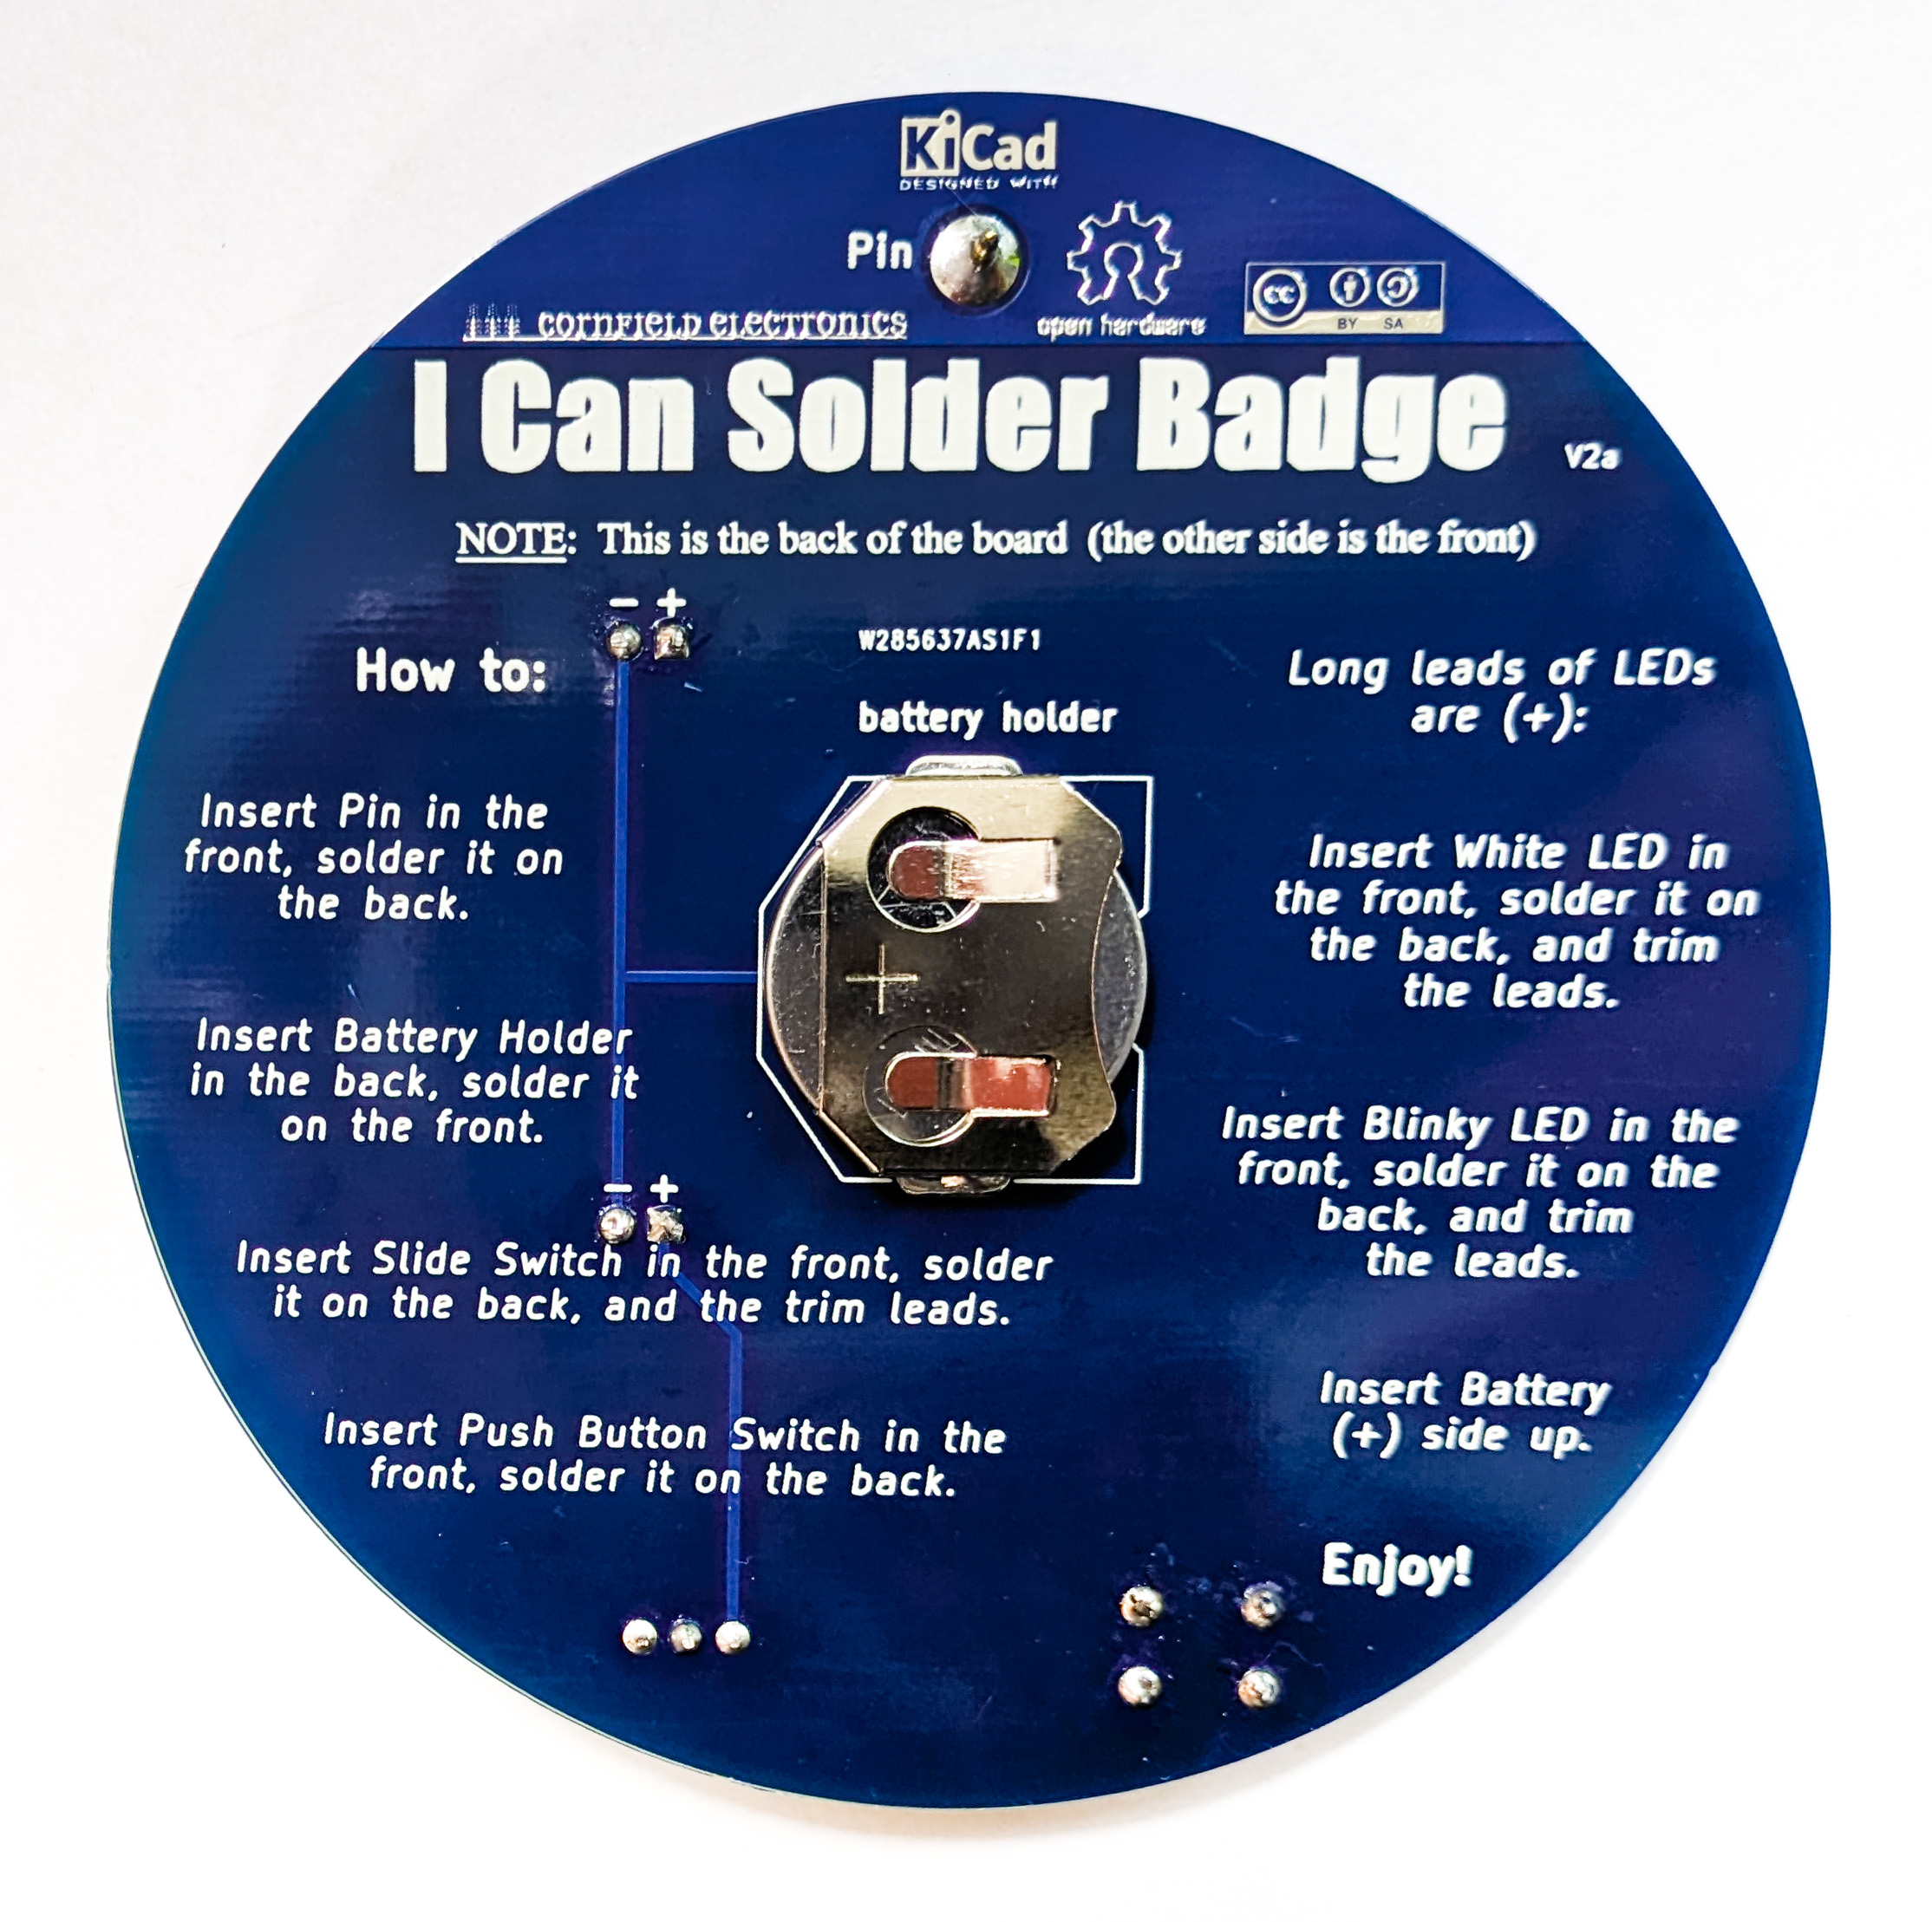 KiCad
DESIGNED WITH
Pin
CORNFIELD ELECTRONICS
open hardware
cc
BY SA
I Can Solder Badge
V2a
NOTE: This is the back of the board (the other side is the front)
- +
W285637AS1F1
How to:
Insert Pin in the
front, solder it on
the back.
Insert Battery Holder
in the back, solder it
on the front.
- +
Insert Slide Switch in the front, solder
it on the back, and the trim leads.
Insert Push Button Switch in the
front, solder it on the back.
battery holder
+
Long leads of LEDs
are (+):
Insert White LED in
the front, solder it on
the back, and trim
the leads.
Insert Blinky LED in the
front, solder it on the
back, and trim
the leads.
Insert Battery
(+) side up.
Enjoy!